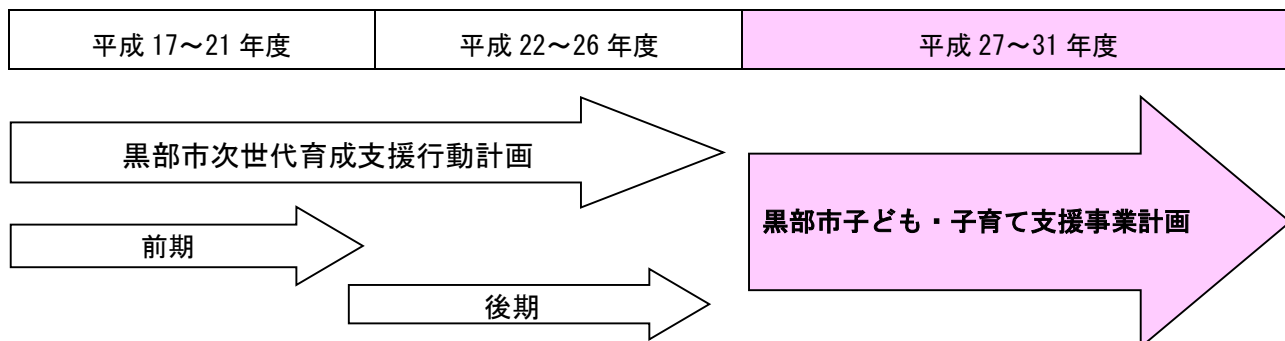 平成 17～21 年度
平成 22～26 年度
平成 27～31 年度
黒部市次世代育成支援行動計画
黒部市子ども・子育て支援事業計画
前期
後期